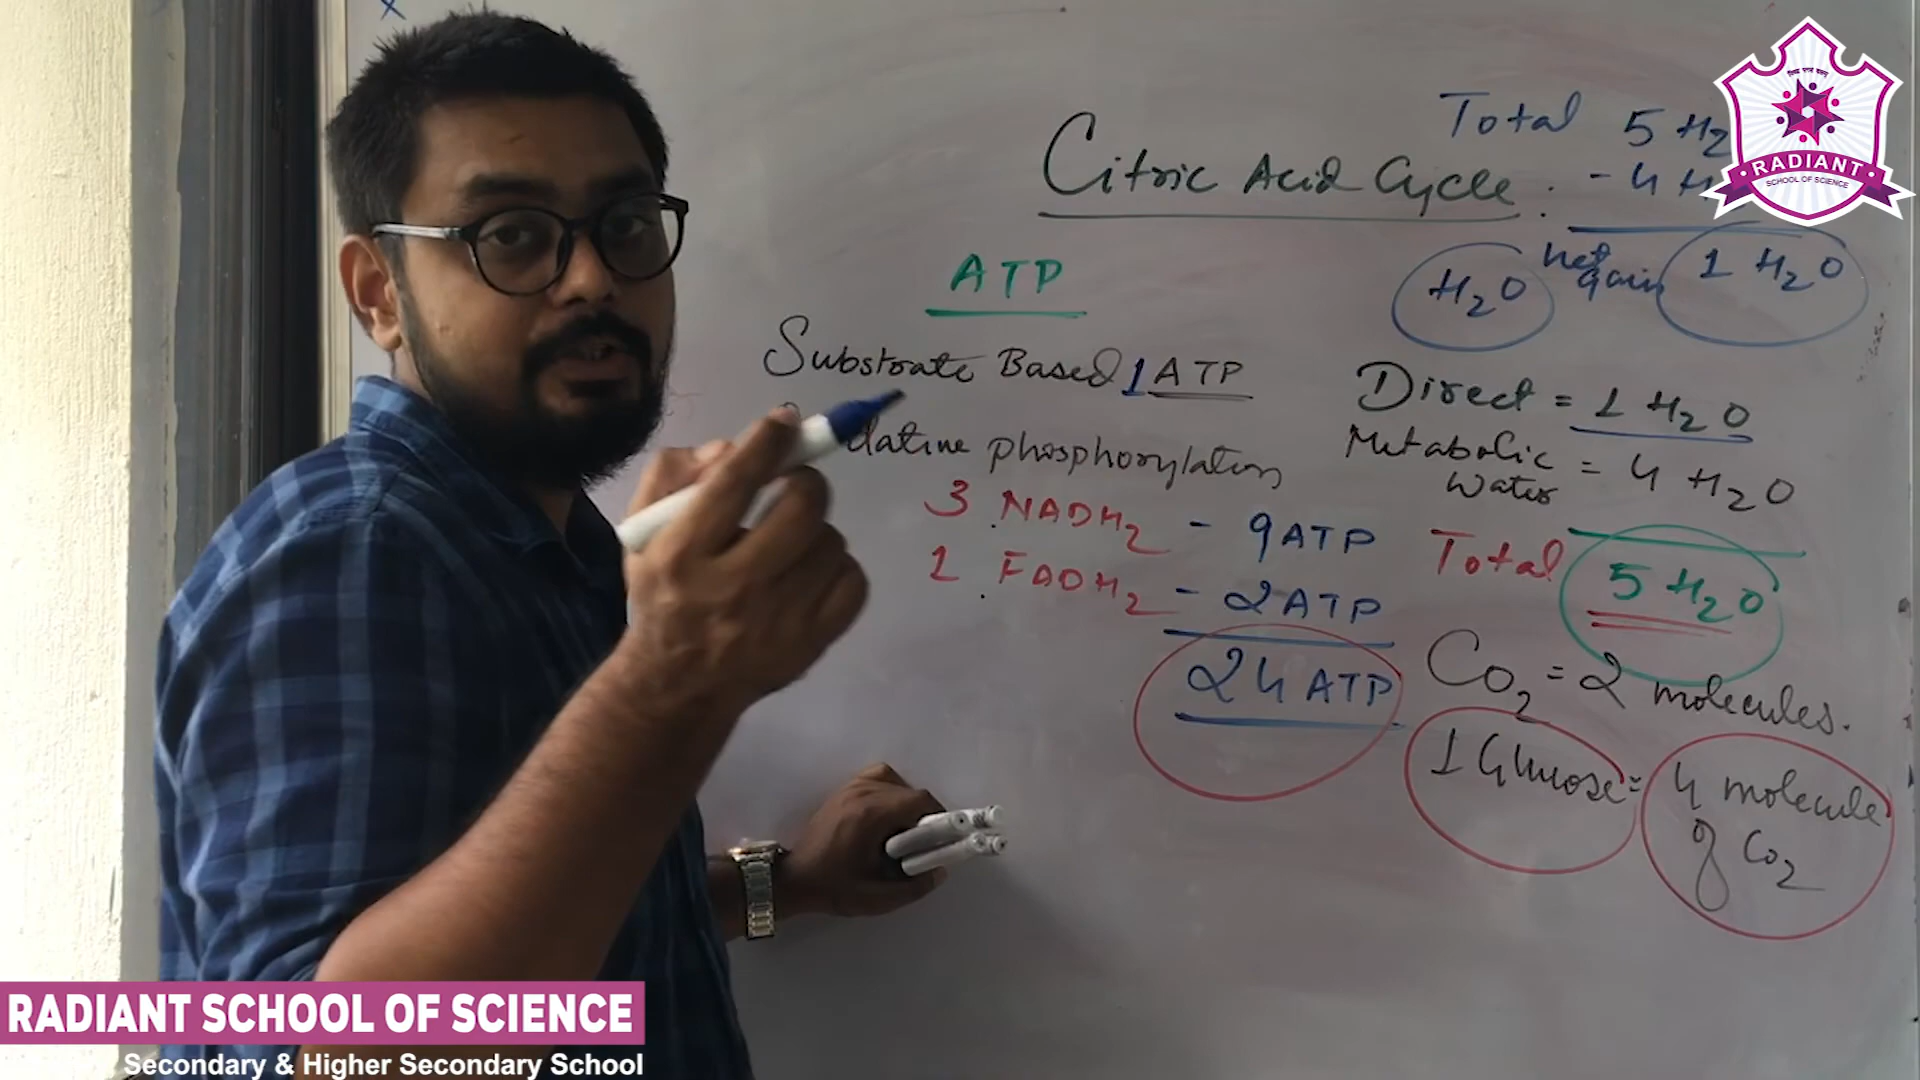 Citric Acid Cycle.
ATP
Substrate Based 1 ATP
phosphorylation
3 NADH2 - 9 ATP
1 FADH2 - 2 ATP
24 ATP
Total 5 H2
- 4 H
Net Gain 1 H2O
H2O
Direct = 1 H2O
Metabolic Water = 4 H2O
Total 5 H2O
CO2 = 2 molecules.
1 Glucose = 4 molecule
of CO2
RADIANT
SCHOOL OF SCIENCE
RADIANT SCHOOL OF SCIENCE
Secondary & Higher Secondary School